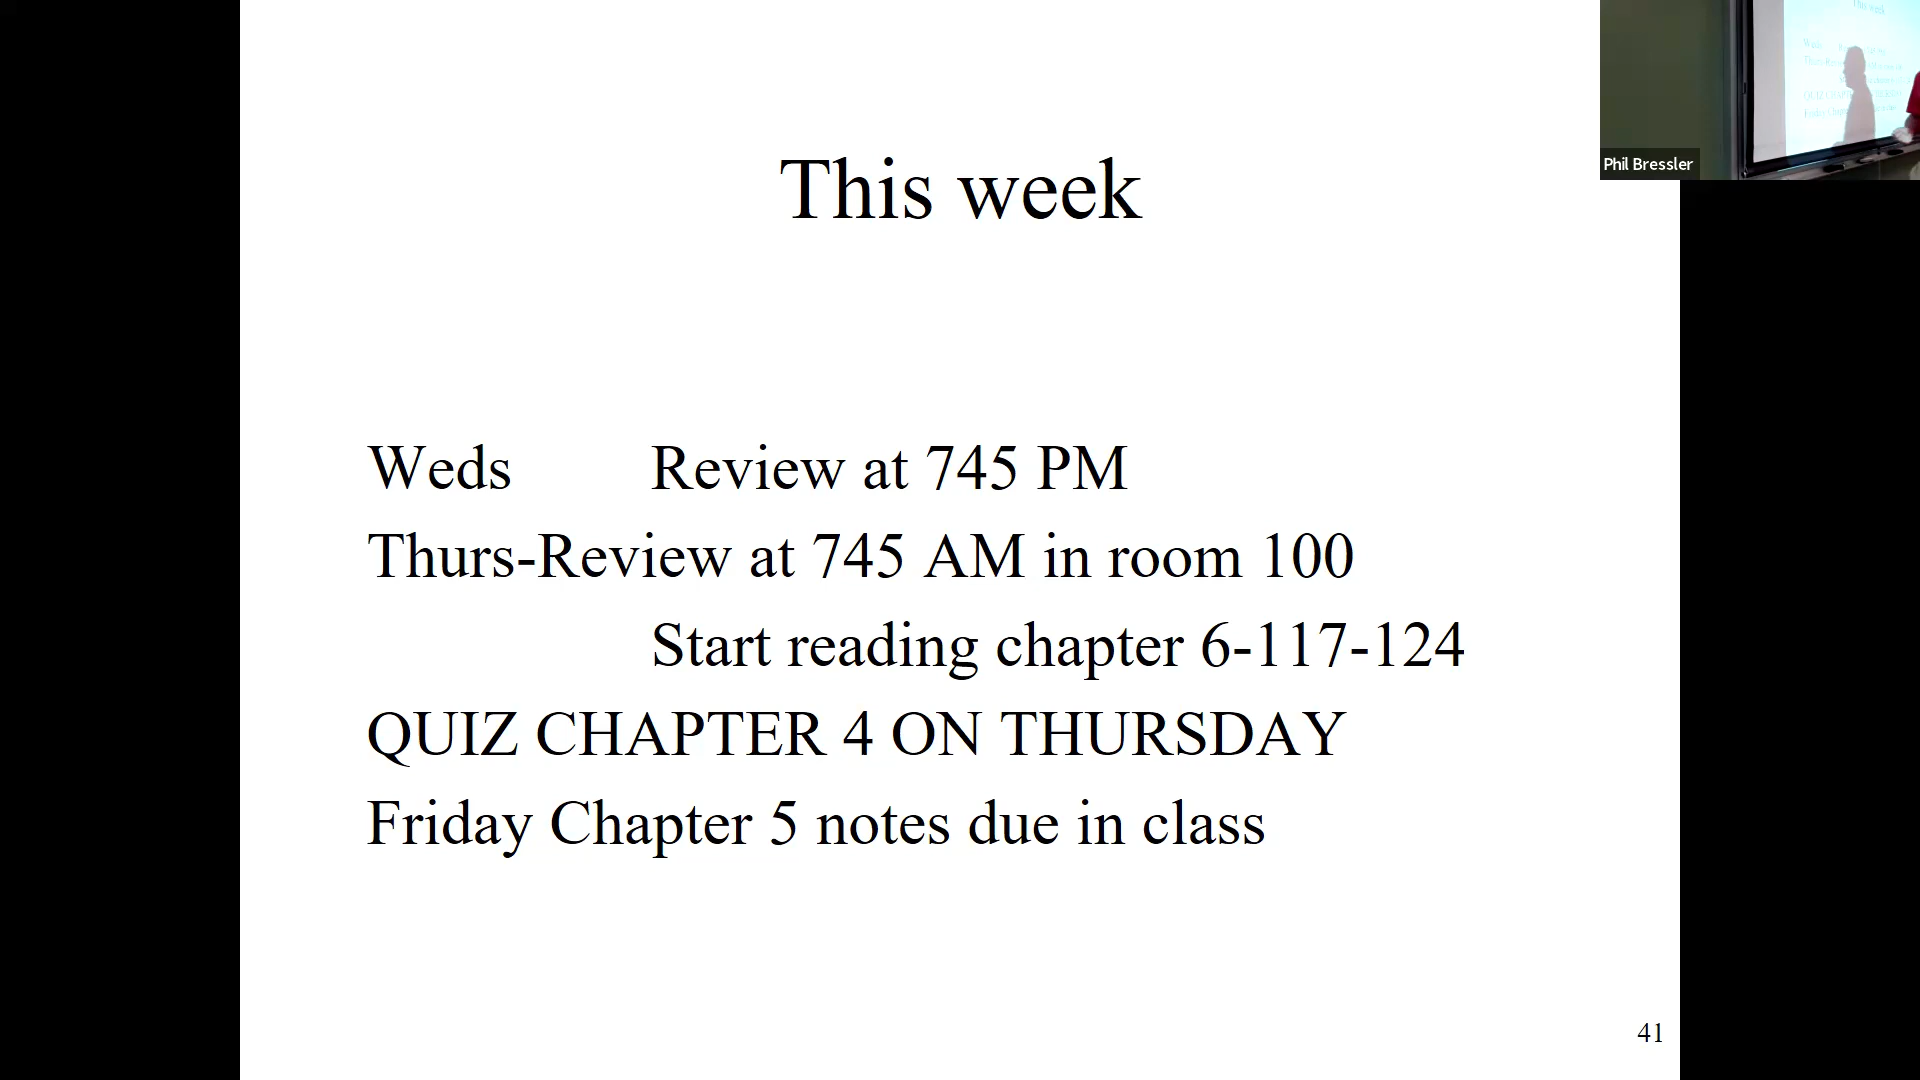 This week
Phil Bressler
Weds Review at 745 PM
Thurs-Review at 745 AM in room 100
Start reading chapter 6-117-124
QUIZ CHAPTER 4 ON THURSDAY
Friday Chapter 5 notes due in class
41